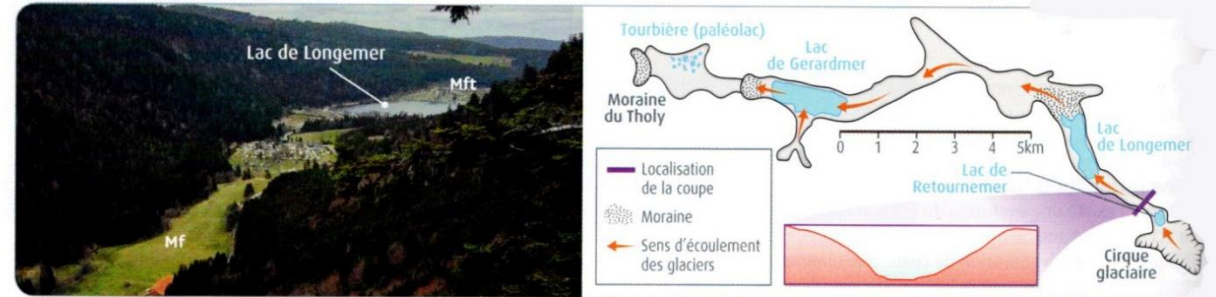 Lac de Longemer
Mft
Mf
Tourbière (paléolac)
Lac
de Gerardmer
Moraine
du Tholy
0 1 2 3 4 5km
Lac
de Longemer
Lac de
Retournemer
Localisation
de la coupe
Moraine
Sens d'écoulement
des glaciers
Cirque
glaciaire